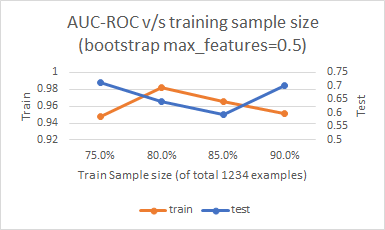 AUC-ROC v/s training sample size
(bootstrap max_features=0.5)
1
0.98
0.96
0.94
0.92
Train
0.75
0.7
0.65
0.6
0.55
0.5
Test
75.0% 80.0% 85.0% 90.0%
Train Sample size (of total 1234 examples)
train test